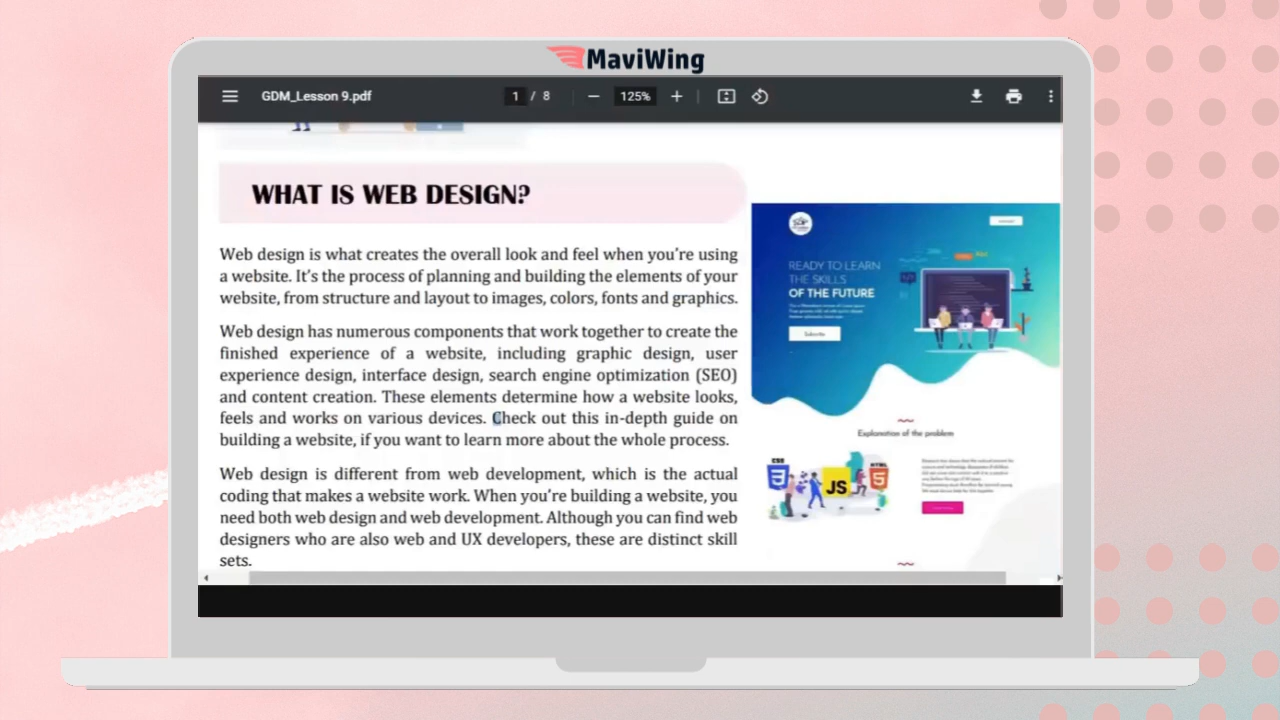 MaviWing
GDM_Lesson 9.pdf
1 / 8
125%
WHAT IS WEB DESIGN?
Web design is what creates the overall look and feel when you’re using
a website. It’s the process of planning and building the elements of your
website, from structure and layout to images, colors, fonts and graphics.
Web design has numerous components that work together to create the
finished experience of a website, including graphic design, user
experience design, interface design, search engine optimization (SEO)
and content creation. These elements determine how a website looks,
feels and works on various devices. Check out this in-depth guide on
building a website, if you want to learn more about the whole process.
Web design is different from web development, which is the actual
coding that makes a website work. When you’re building a website, you
need both web design and web development. Although you can find web
designers who are also web and UX developers, these are distinct skill
sets.
READY TO LEARN
THE SKILLS
OF THE FUTURE
Subscribe
Explanation of the problem
CSS
HTML
3
JS
5